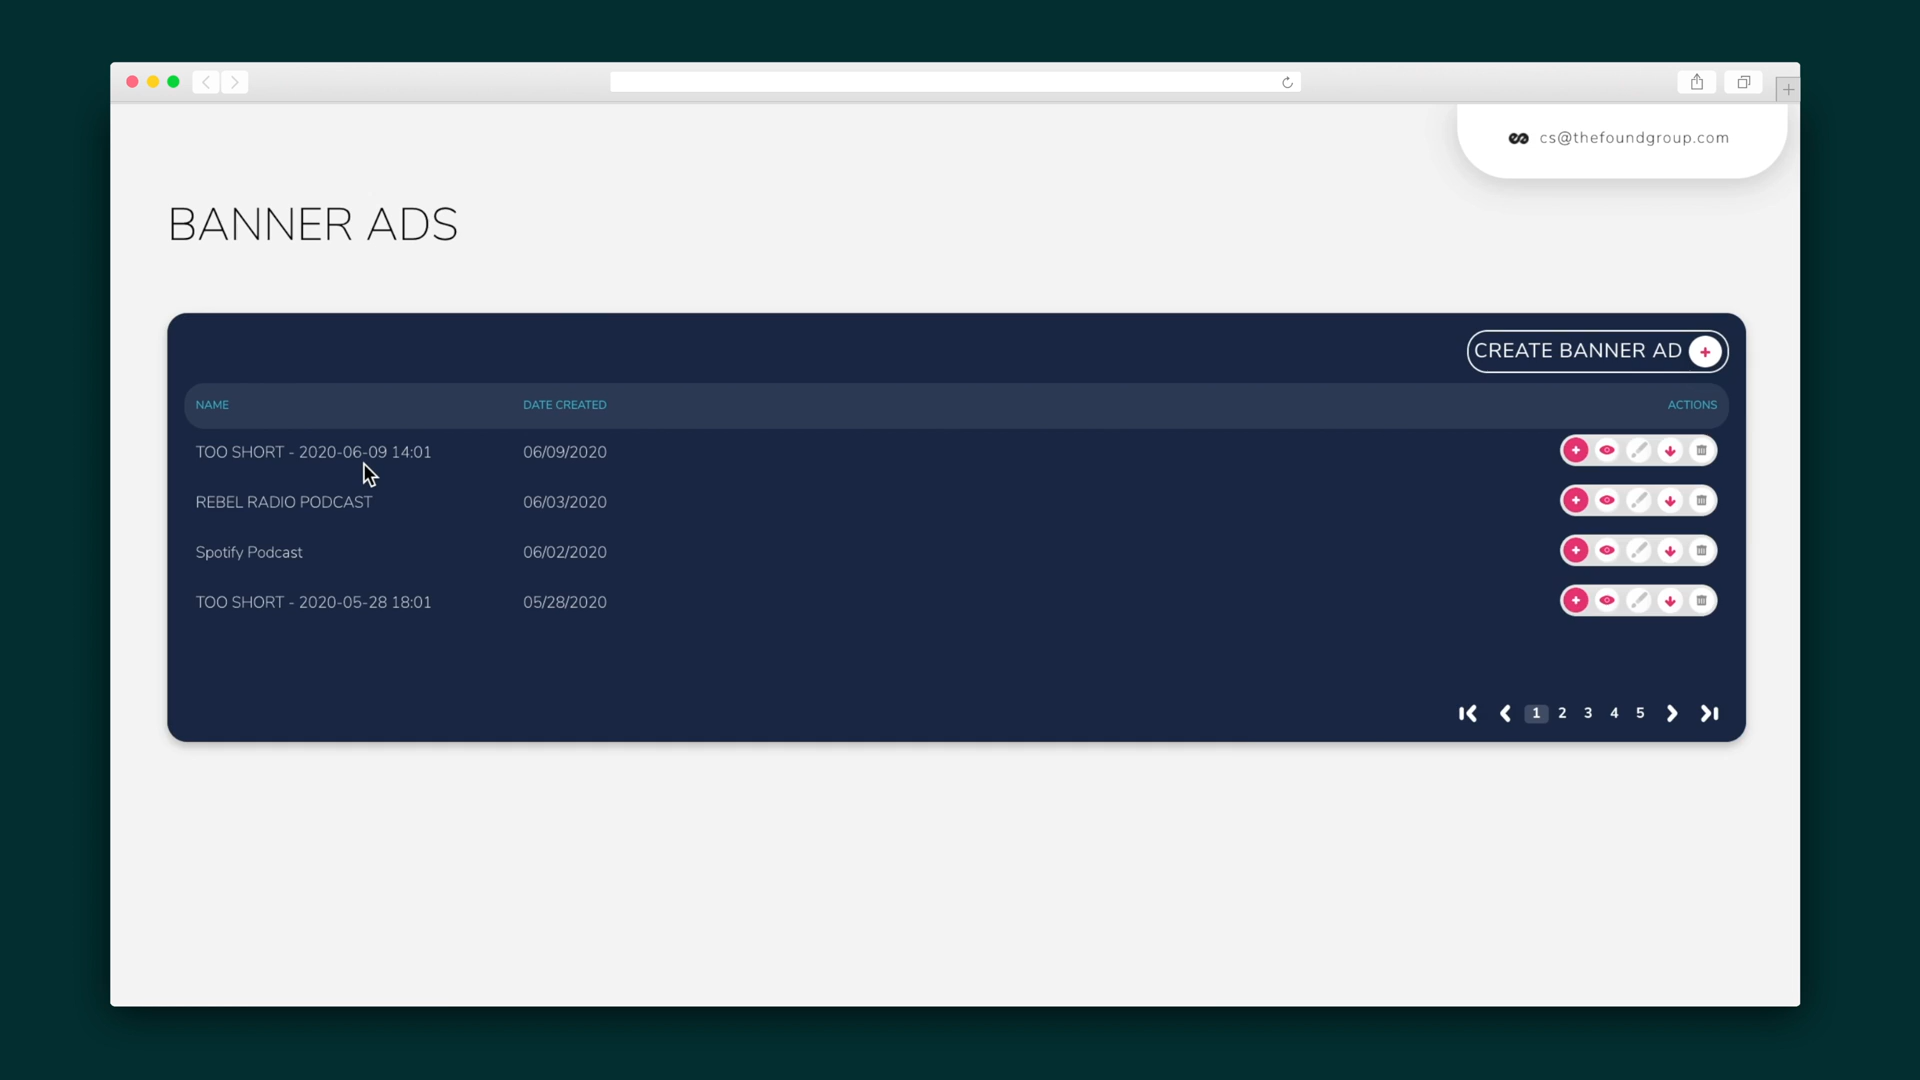 cs@thefoundgroup.com
BANNER ADS
CREATE BANNER AD
NAME DATE CREATED ACTIONS
TOO SHORT - 2020-06-09 14:01 06/09/2020
REBEL RADIO PODCAST 06/03/2020
Spotify Podcast 06/02/2020
TOO SHORT - 2020-05-28 18:01 05/28/2020
1 2 3 4 5